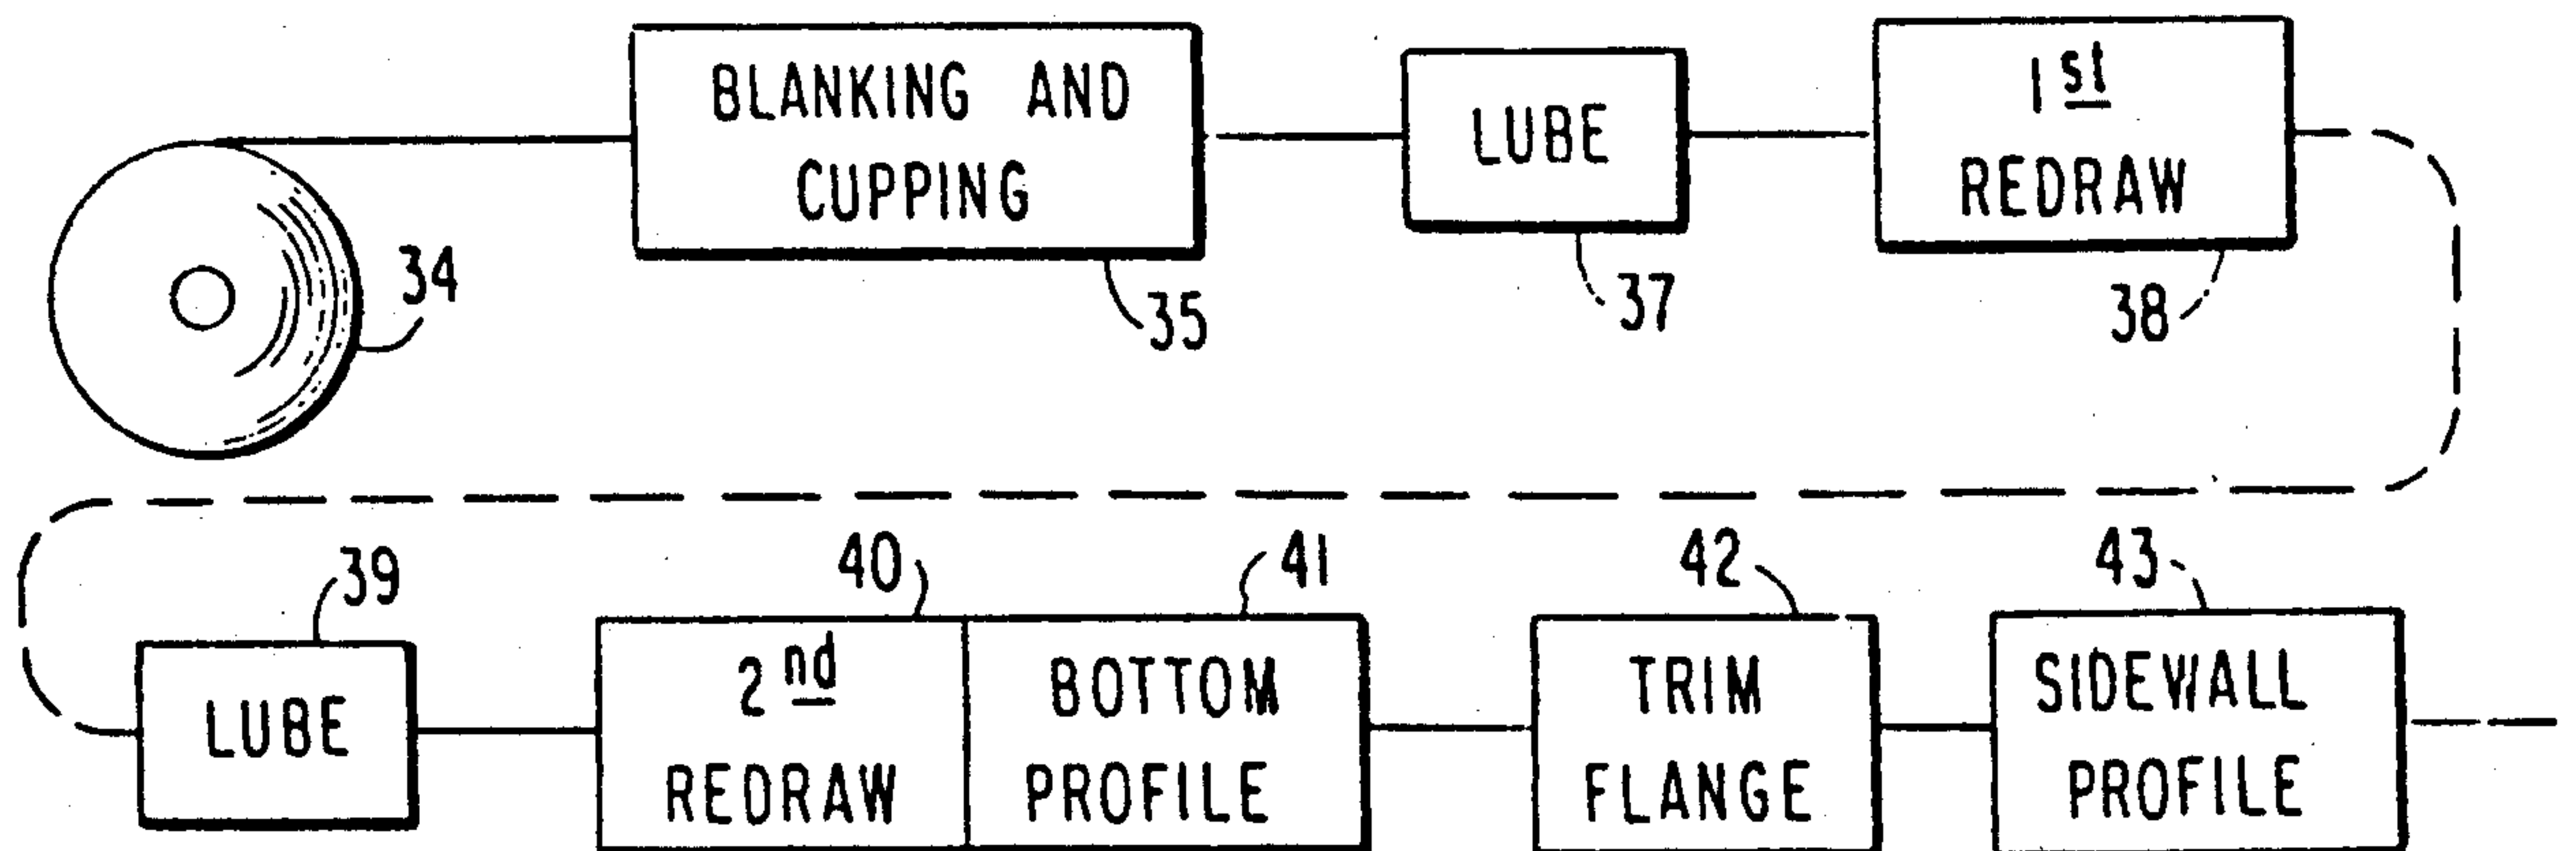 BLANKING AND
CUPPING
LUBE
1st
REDRAW
34
35
37
38
39
40
41
42
43
LUBE
2nd
REDRAW
BOTTOM
PROFILE
TRIM
FLANGE
SIDEWALL
PROFILE